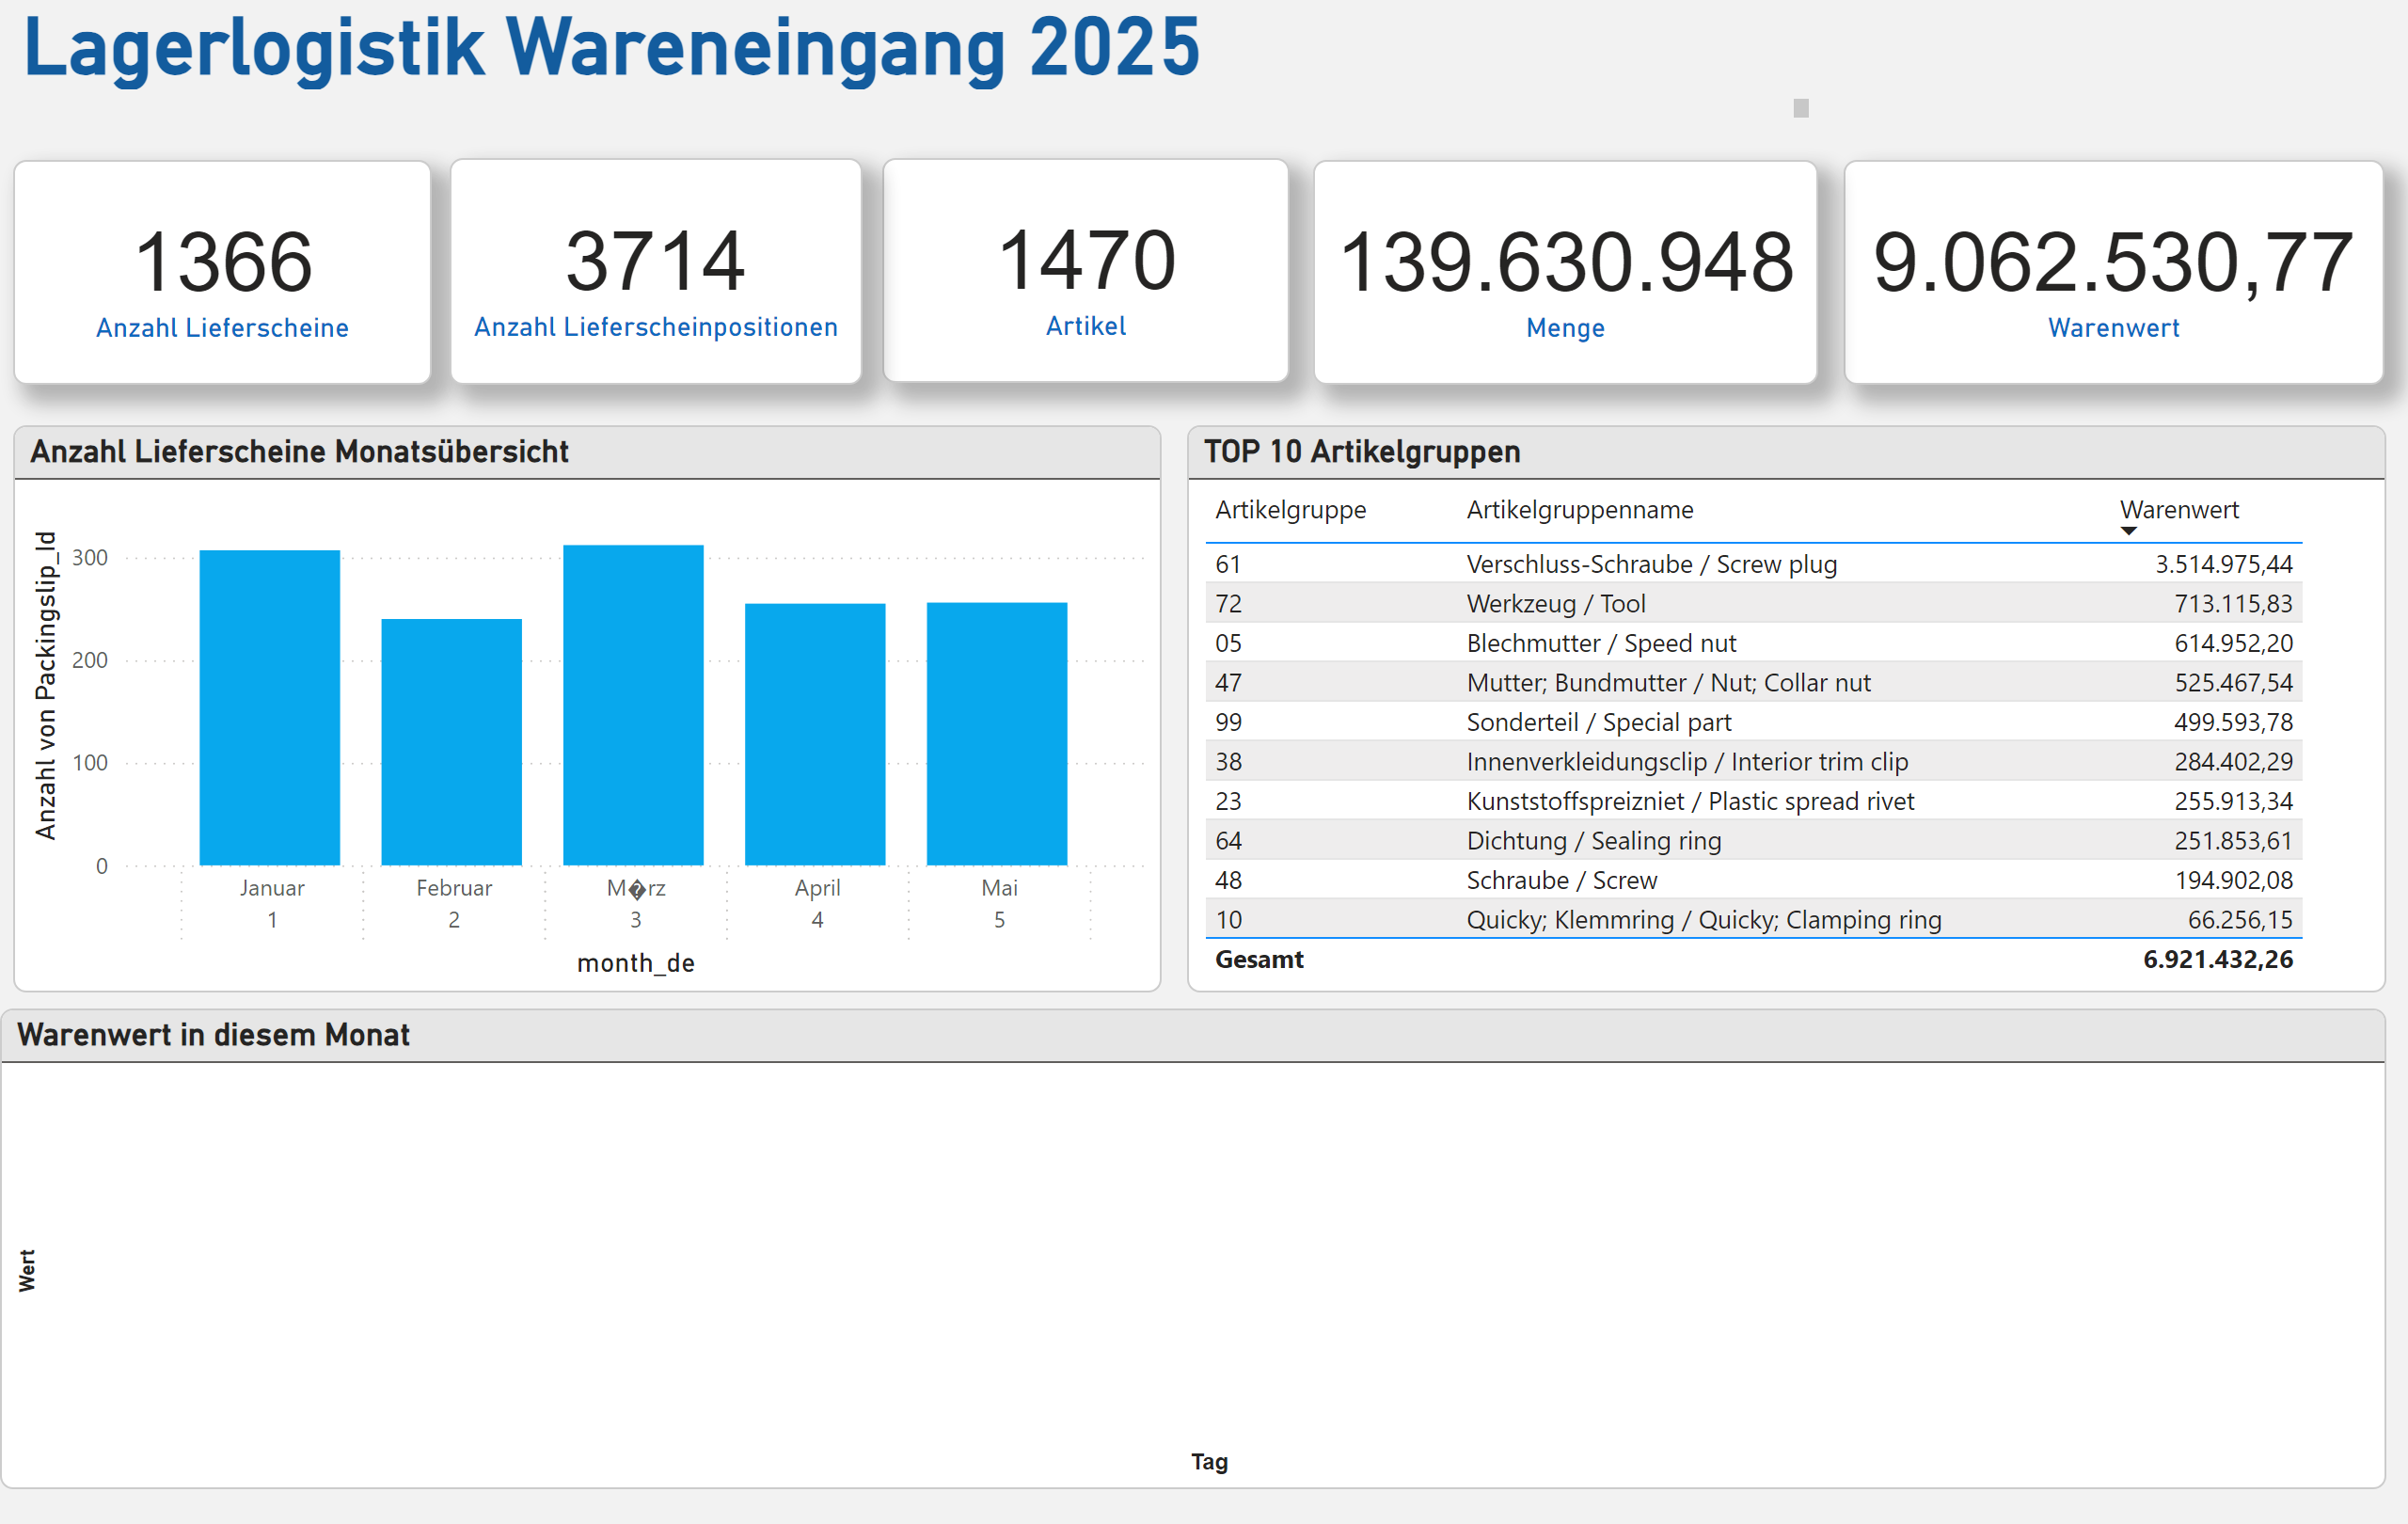 Lagerlogistik Wareneingang 2025
1366
Anzahl Lieferscheine
3714
Anzahl Lieferscheinpositionen
1470
Artikel
139.630.948
Menge
9.062.530,77
Warenwert
Anzahl Lieferscheine Monatsübersicht
Anzahl von Packingslip_Id
300
200
100
0
Januar Februar M�rz April Mai
1 2 3 4 5
month_de
TOP 10 Artikelgruppen
Artikelgruppe Artikelgruppenname Warenwert
61 Verschluss-Schraube / Screw plug 3.514.975,44
72 Werkzeug / Tool 713.115,83
05 Blechmutter / Speed nut 614.952,20
47 Mutter; Bundmutter / Nut; Collar nut 525.467,54
99 Sonderteil / Special part 499.593,78
38 Innenverkleidungsclip / Interior trim clip 284.402,29
23 Kunststoffspreizniet / Plastic spread rivet 255.913,34
64 Dichtung / Sealing ring 251.853,61
48 Schraube / Screw 194.902,08
10 Quicky; Klemmring / Quicky; Clamping ring 66.256,15
Gesamt 6.921.432,26
Warenwert in diesem Monat
Wert
Tag